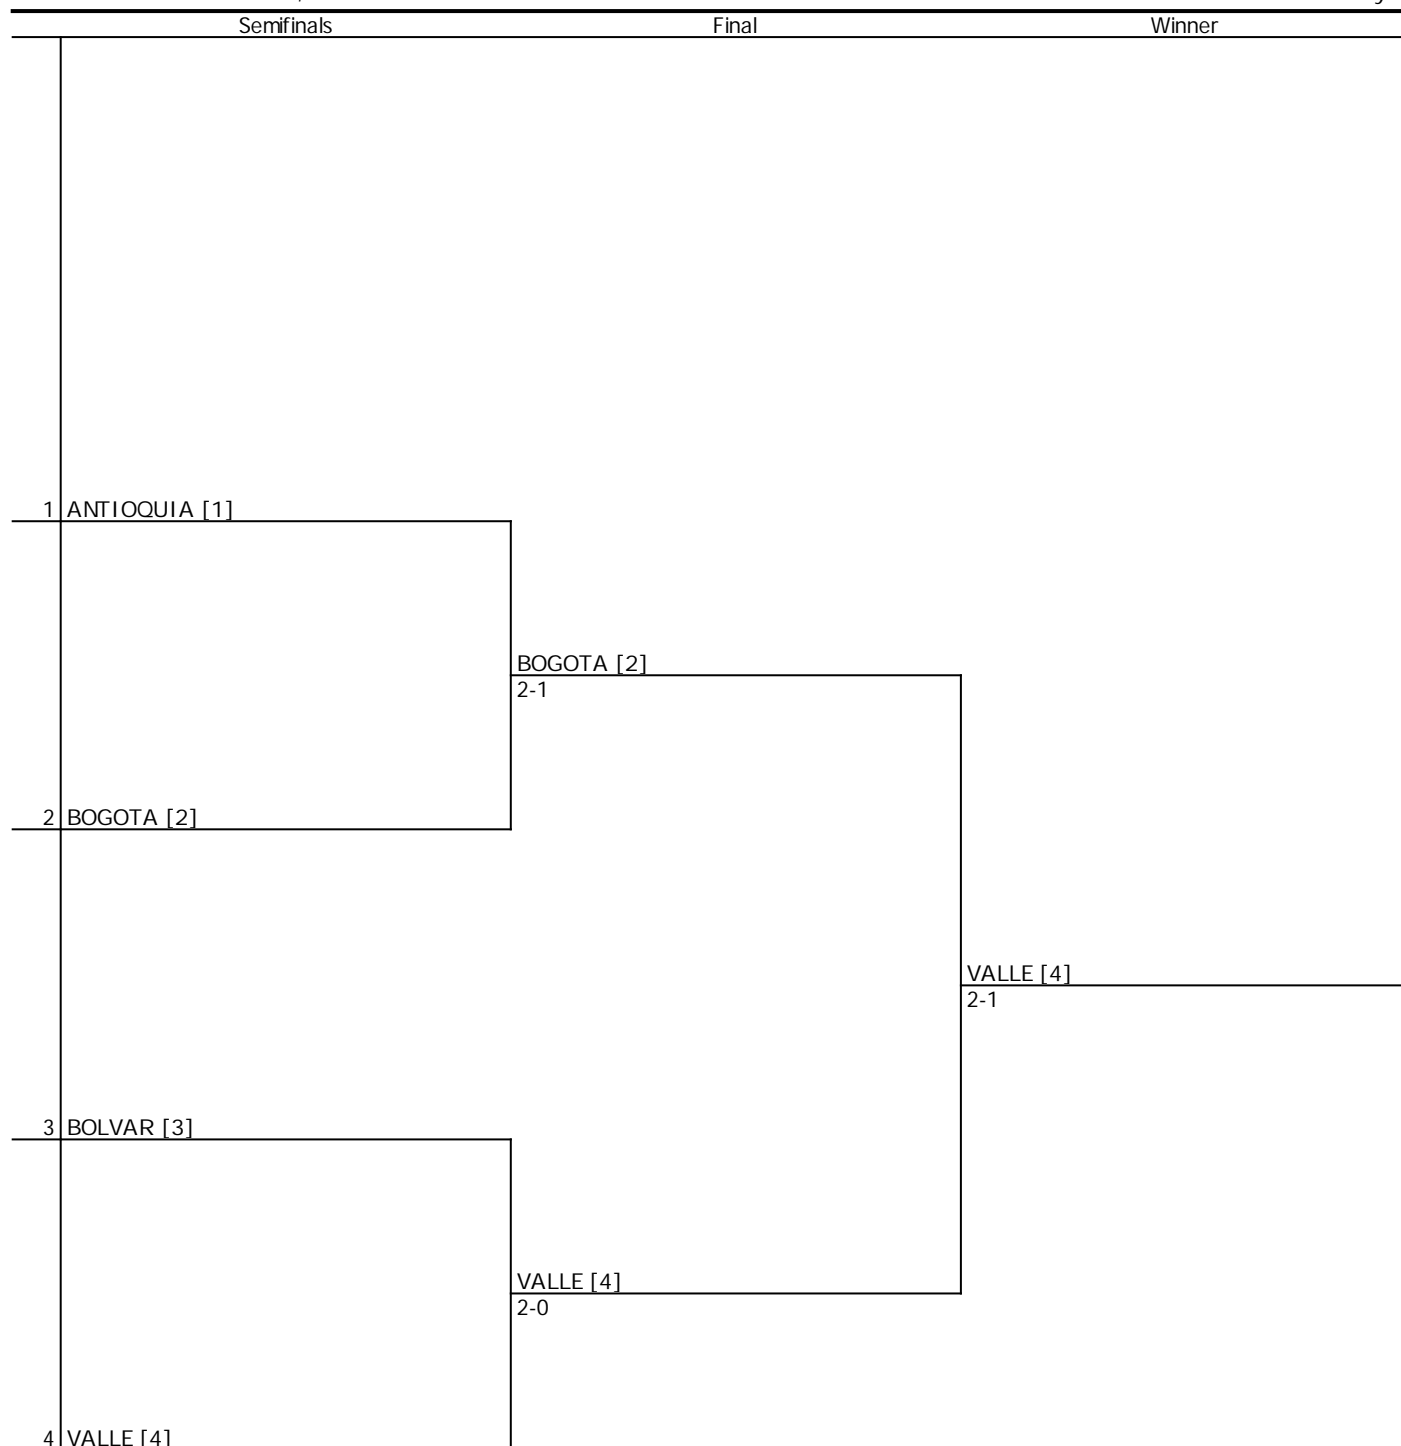 Semifinals Final Winner
1 ANTIOQUIA [1]
BOGOTA [2]
2-1
2 BOGOTA [2]
VALLE [4]
2-1
3 BOLVAR [3]
VALLE [4]
2-0
4 VALLE [4]